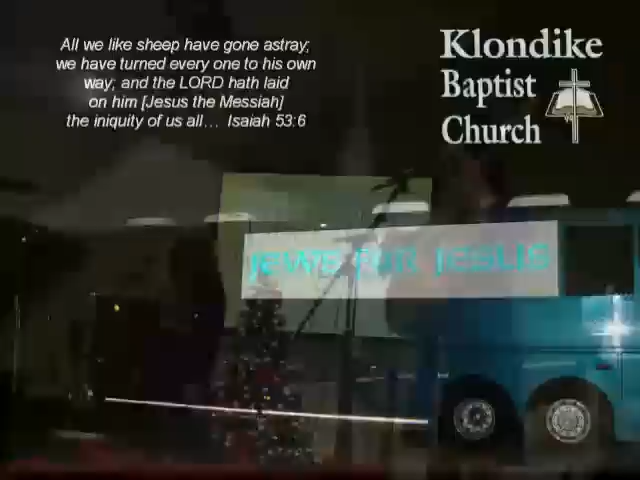 All we like sheep have gone astray;
we have turned every one to his own
way; and the LORD hath laid
on him [Jesus the Messiah]
the iniquity of us all... Isaiah 53:6
Klondike
Baptist
Church
JEWS FOR JESUS